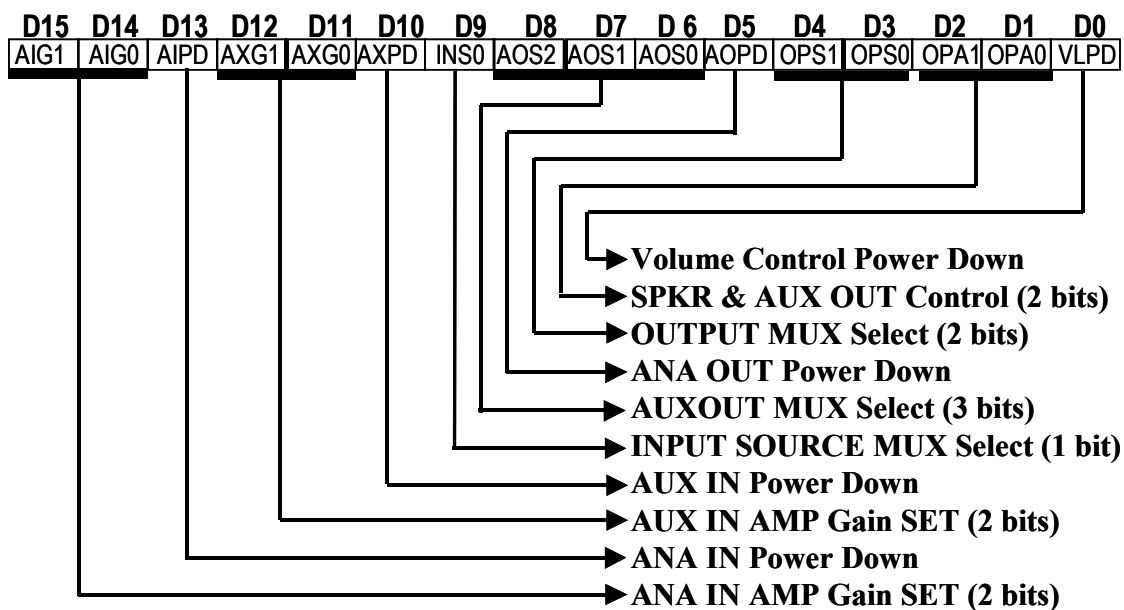 D15 D14 D13 D12 D11 D10 D9 D8 D7 D 6 D5 D4 D3 D2 D1 D0
AIG1 AIG0 AIPD AXG1 AXG0 AXPD INS0 AOS2 AOS1 AOS0 AOPD OPS1 OPS0 OPA1 OPA0 VLPD
Volume Control Power Down
SPKR & AUX OUT Control (2 bits)
OUTPUT MUX Select (2 bits)
ANA OUT Power Down
AUXOUT MUX Select (3 bits)
INPUT SOURCE MUX Select (1 bit)
AUX IN Power Down
AUX IN AMP Gain SET (2 bits)
ANA IN Power Down
ANA IN AMP Gain SET (2 bits)